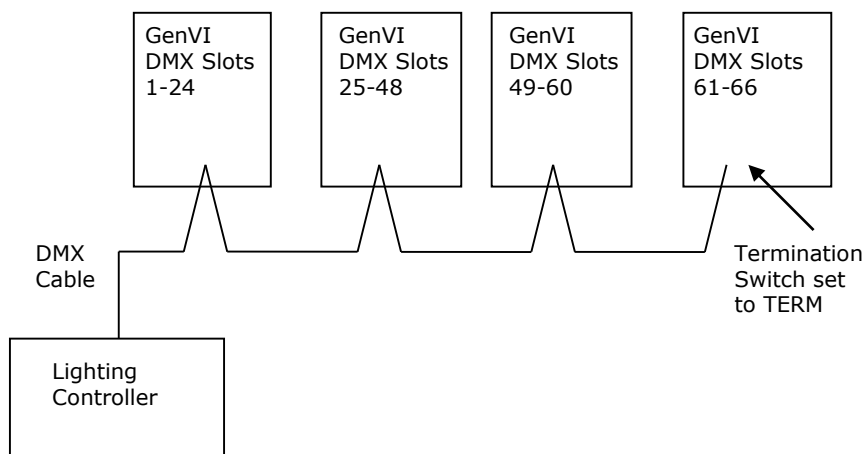 GenVI
DMX Slots
1-24
GenVI
DMX Slots
25-48
GenVI
DMX Slots
49-60
GenVI
DMX Slots
61-66
DMX
Cable
Termination
Switch set
to TERM
Lighting
Controller